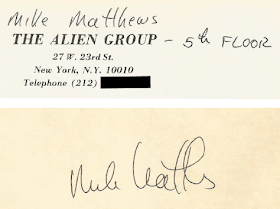 Mike Matthews
THE ALIEN GROUP - 5th FLOOR
27 W. 23rd St.
New York, N.Y. 10010
Telephone (212)
Mike Matthews